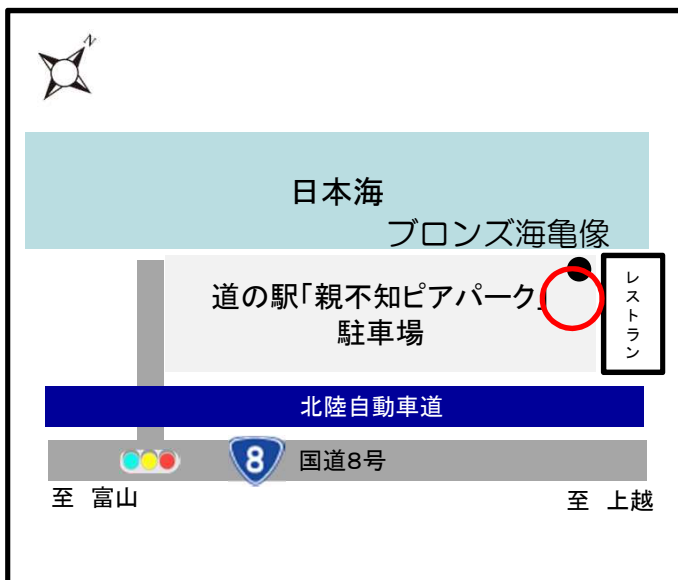 N
日本海
ブロンズ海亀像
道の駅「親不知ピアパーク」
駐車場
レストラン
北陸自動車道
8
国道8号
至 富山
至 上越